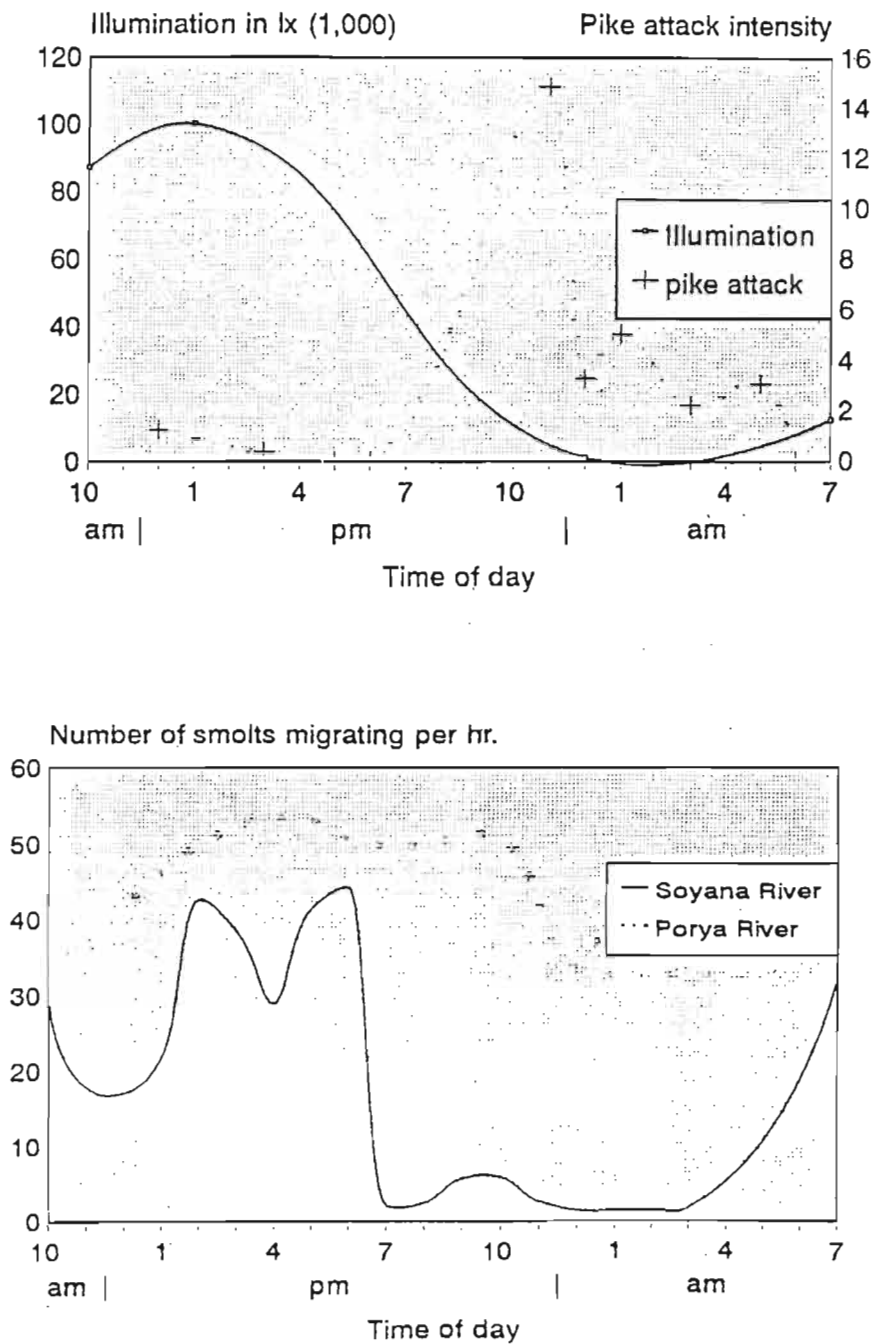 Illumination in lx (1,000) Pike attack intensity
120 16
100 14
80 12
60 10
40 8
20 6
0 4
2
0
Illumination
pike attack
10 1 4 7 10 1 4 7
am | pm | am
Time of day
Number of smolts migrating per hr.
60
50
40
30
20
10
0
Soyana River
Porya River
10 1 4 7 10 1 4 7
am | pm | am
Time of day